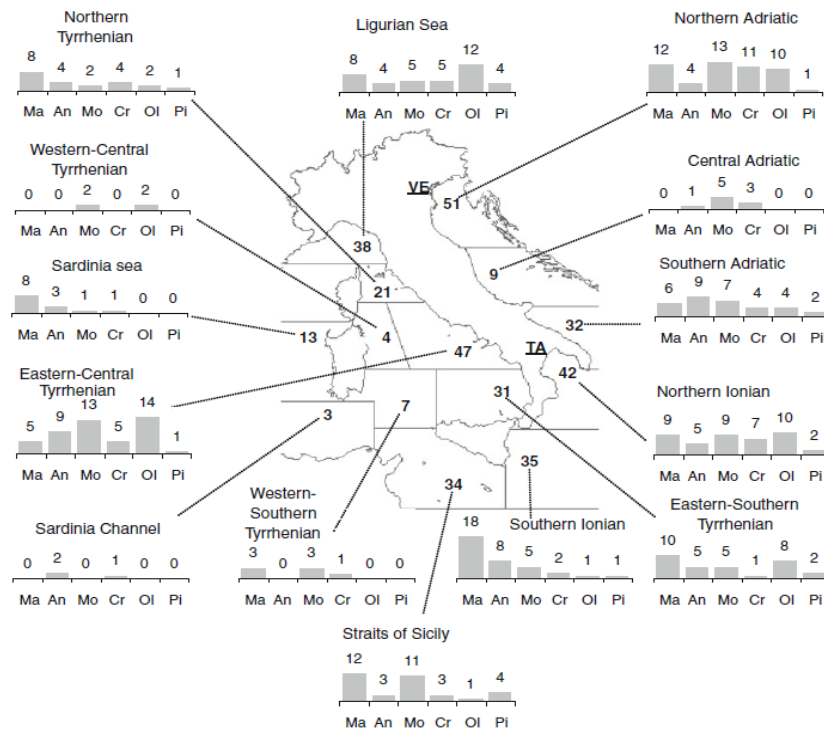 Northern
Tyrrhenian
8 4 2 4 2 1
Ma An Mo Cr Ol Pi
Ligurian Sea
8 4 5 5 12 4
Ma An Mo Cr Ol Pi
Northern Adriatic
12 4 13 11 10 1
Ma An Mo Cr Ol Pi
Western-Central
Tyrrhenian
0 0 2 0 2 0
Ma An Mo Cr Ol Pi
Central Adriatic
0 1 5 3 0 0
Ma An Mo Cr Ol Pi
Sardinia sea
8 3 1 1 0 0
Ma An Mo Cr Ol Pi
Southern Adriatic
6 9 7 4 4 2
Ma An Mo Cr Ol Pi
Eastern-Central
Tyrrhenian
5 9 13 5 14 1
Ma An Mo Cr Ol Pi
Northern Ionian
9 5 9 7 10 2
Ma An Mo Cr Ol Pi
VE
51
38
9
21
32
13
4
47
TA
42
31
3
7
34
35
Sardinia Channel
0 2 0 1 0 0
Ma An Mo Cr Ol Pi
Western-
Southern
Tyrrhenian
3 0 3 1 0 0
Ma An Mo Cr Ol Pi
Southern Ionian
18 8 5 2 1 1
Ma An Mo Cr Ol Pi
Eastern-Southern
Tyrrhenian
10 5 5 1 8 2
Ma An Mo Cr Ol Pi
Straits of Sicily
12 3 11 3 1 4
Ma An Mo Cr Ol Pi